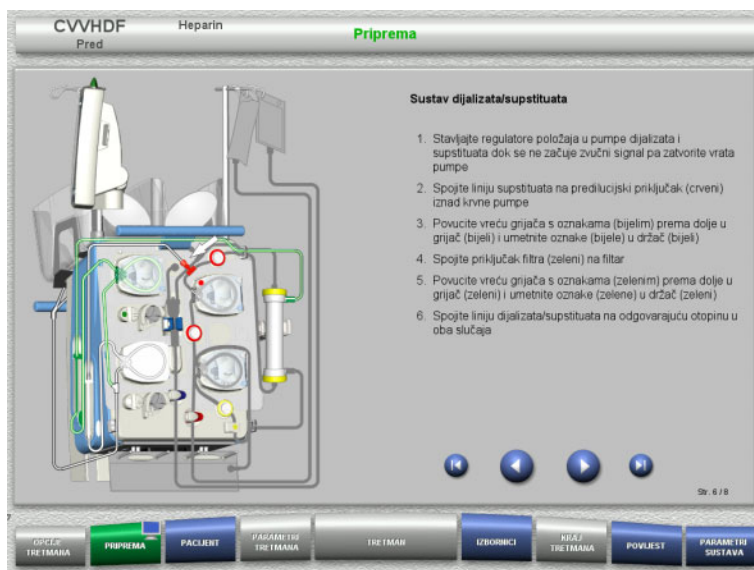 CVVHDF
Pred
Heparin
Priprema
Sustav dijalizata/supstituata
1. Stavljajte regulatore položaja u pumpe dijalizata i
supstituata dok se ne začuje zvučni signal pa zatvorite vrata
pumpe
2. Spojite liniju supstituata na predilucijski priključak (crveni)
iznad krvne pumpe
3. Povucite vreću grijača s oznakama (bijelim) prema dolje u
grijač (bijeli) i umetnite oznake (bijele) u držač (bijeli)
4. Spojite priključak filtra (zeleni) na filtar
5. Povucite vreću grijača s oznakama (zelenim) prema dolje u
grijač (zeleni) i umetnite oznake (zelene) u držač (zeleni)
6. Spojite liniju dijalizata/supstituata na odgovarajuću otopinu u
oba slučaja
Str. 6 / 8
7
OPCIJE
TRETMANA
PRIPREMA
PACIJENT
PARAMETRI
TRETMANA
TRETMAN
IZBORNICI
KRAJ
TRETMANA
POVIJEST
PARAMETRI
SUSTAVA